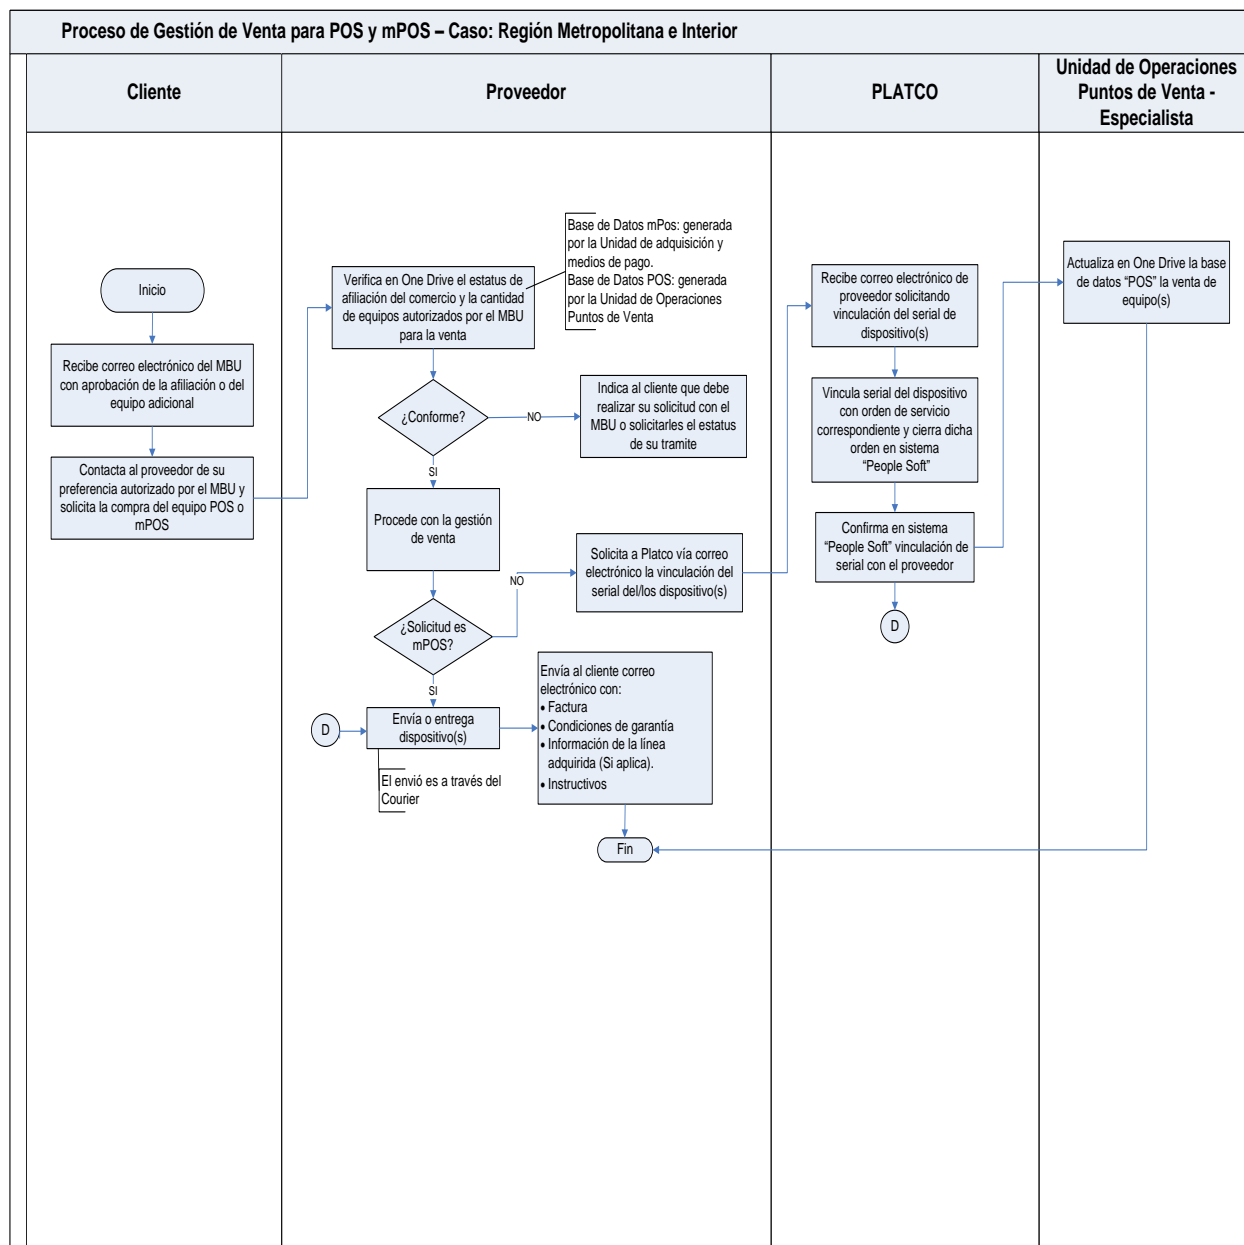 Proceso de Gestión de Venta para POS y mPOS – Caso: Región Metropolitana e Interior
Cliente
Proveedor
PLATCO
Unidad de Operaciones
Puntos de Venta -
Especialista
Inicio
Recibe correo electrónico del MBU
con aprobación de la afiliación o del
equipo adicional
Contacta al proveedor de su
preferencia autorizado por el MBU y
solicita la compra del equipo POS o
mPOS
Verifica en One Drive el estatus de
afiliación del comercio y la cantidad
de equipos autorizados por el MBU
para la venta
Base de Datos mPos: generada
por la Unidad de adquisición y
medios de pago.
Base de Datos POS: generada
por la Unidad de Operaciones
Puntos de Venta
¿Conforme?
NO
Indica al cliente que debe
realizar su solicitud con el
MBU o solicitarles el estatus
de su tramite
SI
Procede con la gestión
de venta
¿Solicitud es
mPOS?
NO
Solicita a Platco vía correo
electrónico la vinculación del
serial del/los dispositivo(s)
SI
D
Envía o entrega
dispositivo(s)
El envió es a través del
Courier
Envía al cliente correo
electrónico con:
• Factura
• Condiciones de garantía
• Información de la línea
adquirida (Si aplica).
• Instructivos
Fin
Recibe correo electrónico de
proveedor solicitando
vinculación del serial de
dispositivo(s)
Vincula serial del dispositivo
con orden de servicio
correspondiente y cierra dicha
orden en sistema
“People Soft”
Confirma en sistema
“People Soft” vinculación de
serial con el proveedor
D
Actualiza en One Drive la base
de datos “POS” la venta de
equipo(s)